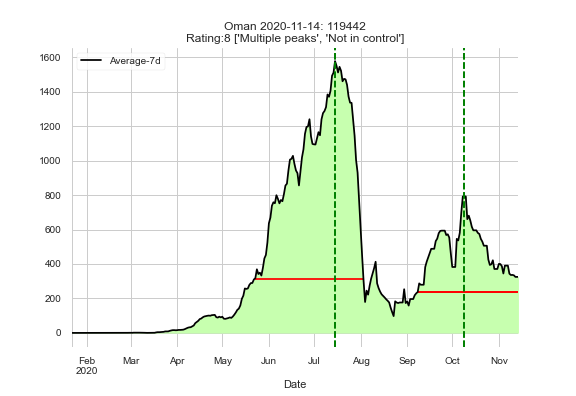 Oman 2020-11-14: 119442
Rating:8 ['Multiple peaks', 'Not in control']
Average-7d
1600
1400
1200
1000
800
600
400
200
0
Feb Mar Apr May Jun Jul Aug Sep Oct Nov
2020
Date